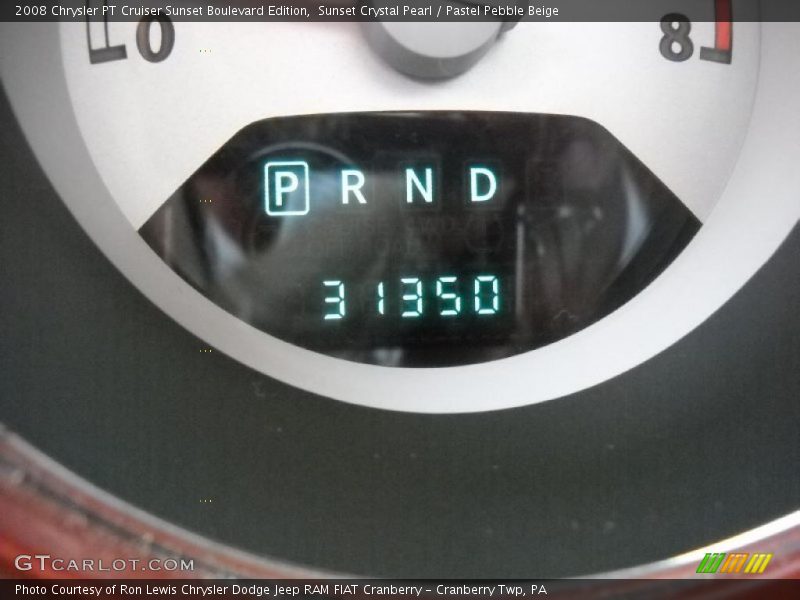 2008 Chrysler PT Cruiser Sunset Boulevard Edition,  Sunset Crystal Pearl / Pastel Pebble Beige
0 8
P R N D
31350
GTCARLOT.COM
Photo Courtesy of Ron Lewis Chrysler Dodge Jeep RAM FIAT Cranberry – Cranberry Twp, PA